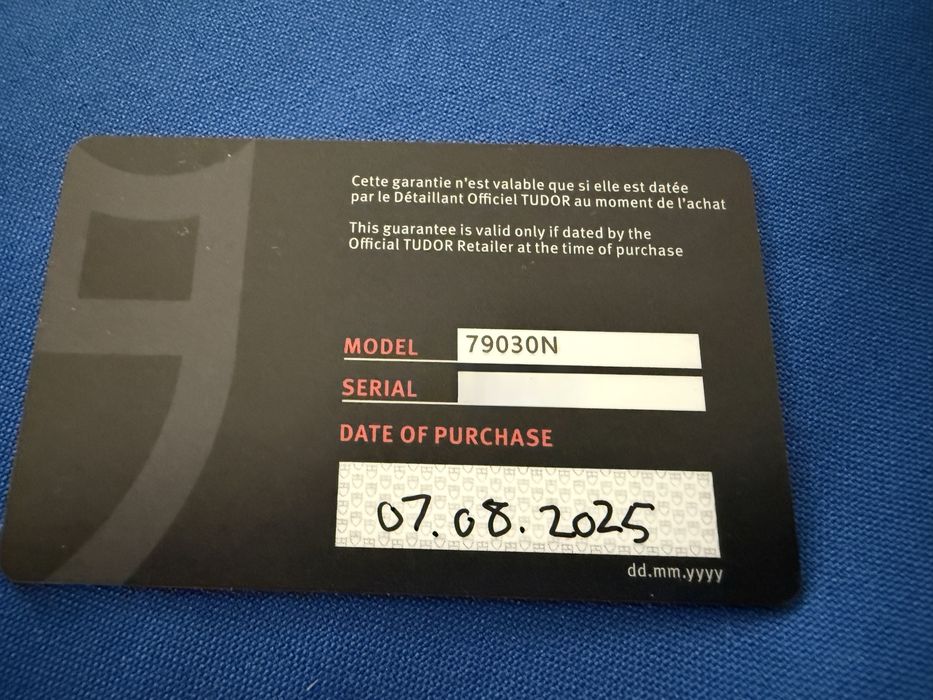 Cette garantie n'est valable que si elle est datée
par le Détaillant Officiel TUDOR au moment de l'achat
This guarantee is valid only if dated by the
Official TUDOR Retailer at the time of purchase
MODEL 79030N
SERIAL
DATE OF PURCHASE
07.08.2025
dd.mm.yyyy